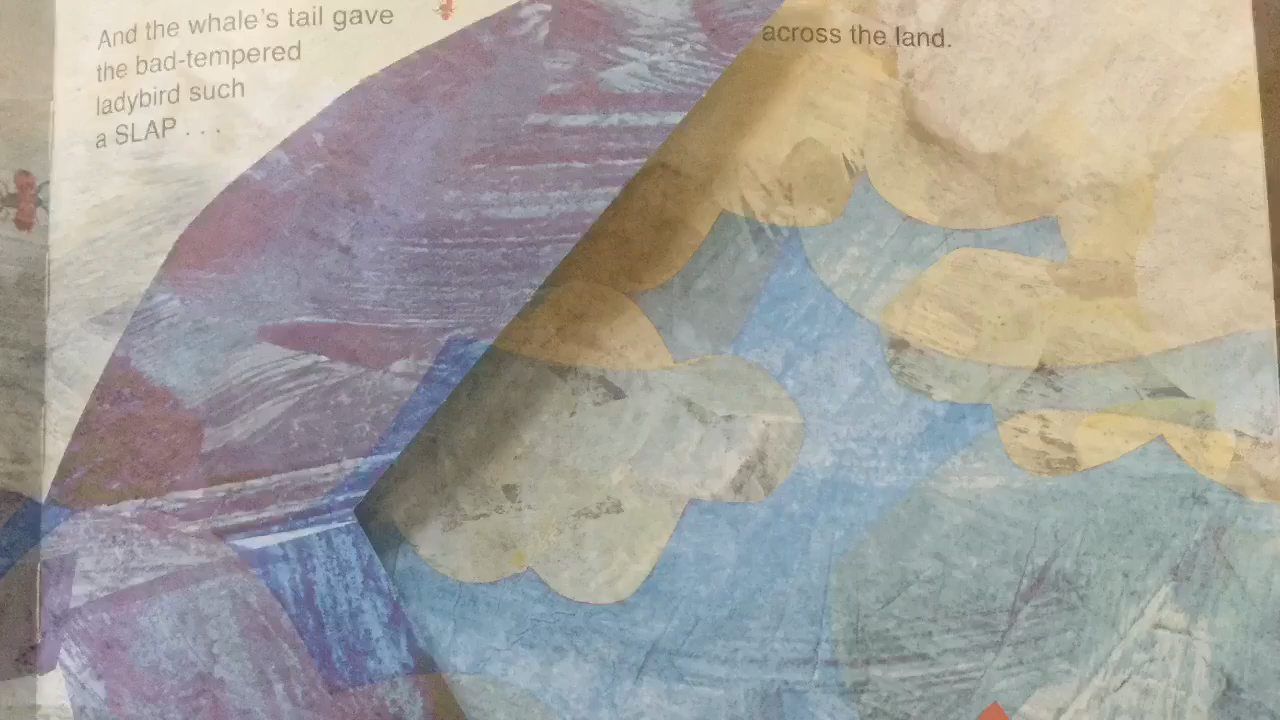 And the whale's tail gave
the bad-tempered
ladybird such
a SLAP . . .
across the land.